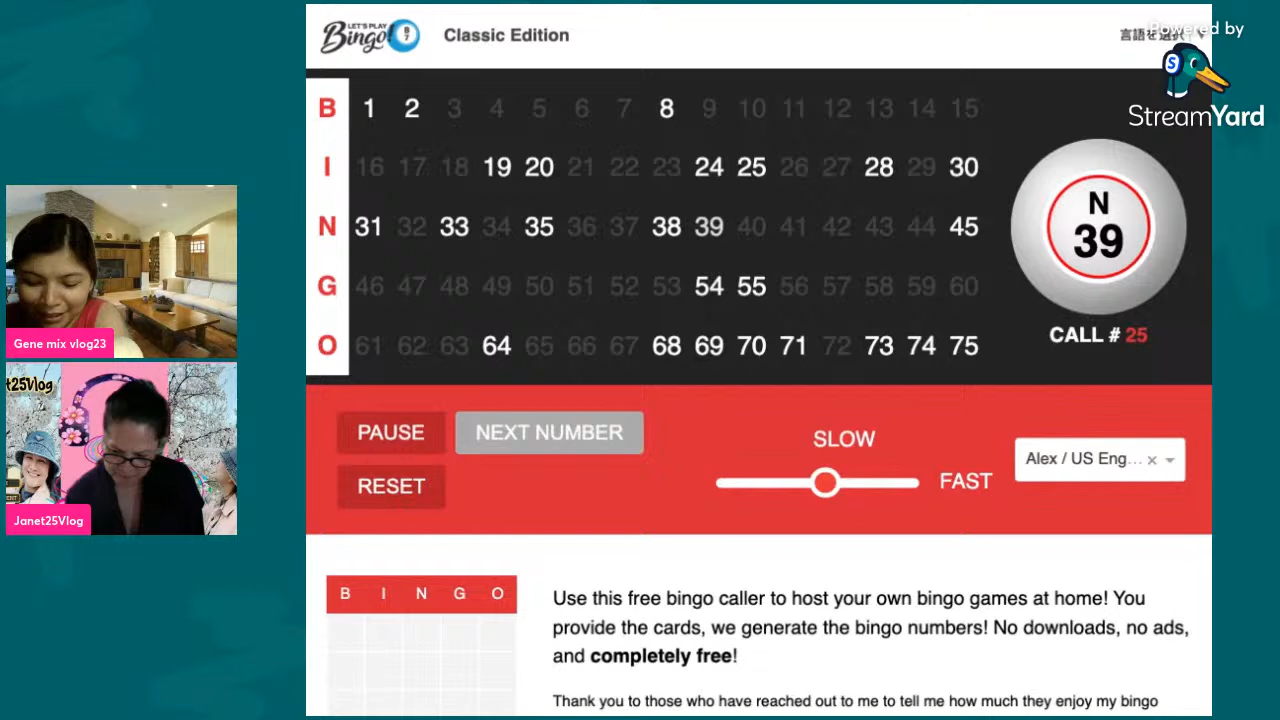 LET'S PLAY
Bingo!
B
7
Classic Edition
言語を選択
Powered by
S
StreamYard
B 1 2 3 4 5 6 7 8 9 10 11 12 13 14 15
I 16 17 18 19 20 21 22 23 24 25 26 27 28 29 30
N 31 32 33 34 35 36 37 38 39 40 41 42 43 44 45
G 46 47 48 49 50 51 52 53 54 55 56 57 58 59 60
O 61 62 63 64 65 66 67 68 69 70 71 72 73 74 75
N
39
CALL # 25
Gene mix vlog23
et25Vlog
Janet25Vlog
PAUSE
NEXT NUMBER
RESET
SLOW
FAST
Alex / US Eng...
B I N G O
Use this free bingo caller to host your own bingo games at home! You
provide the cards, we generate the bingo numbers! No downloads, no ads,
and completely free!
Thank you to those who have reached out to me to tell me how much they enjoy my bingo